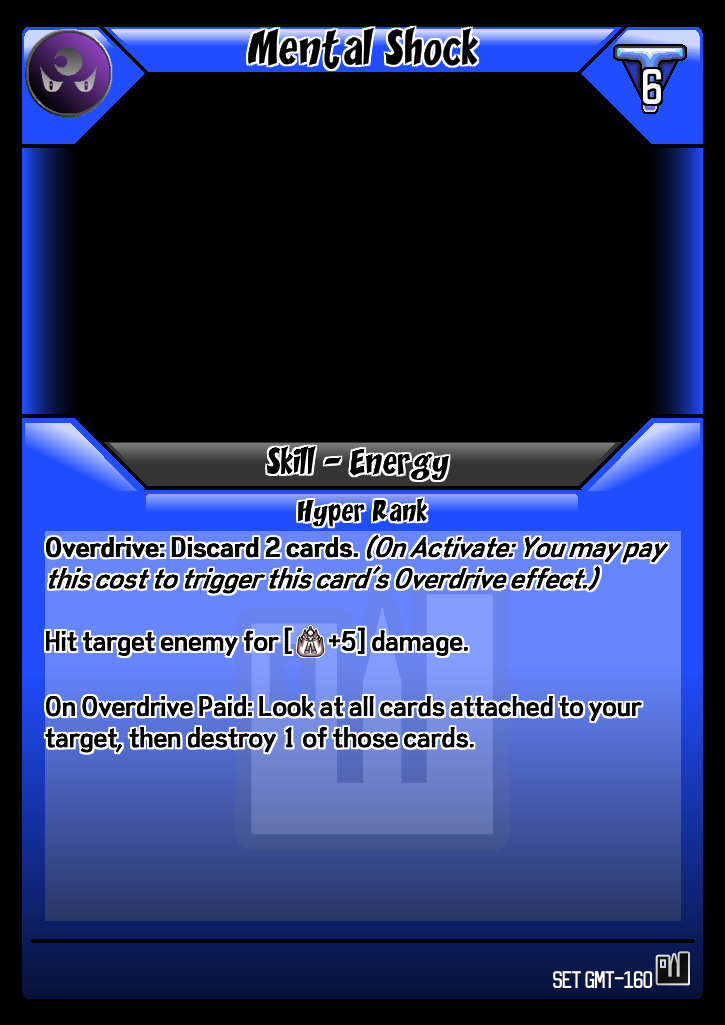 Mental Shock
6
Skill - Energy
Hyper Rank
Overdrive: Discard 2 cards. (On Activate: You may pay
this cost to trigger this card's Overdrive effect.)
Hit target enemy for [ +5] damage.
On Overdrive Paid: Look at all cards attached to your
target, then destroy 1 of those cards.
SET GMT-160